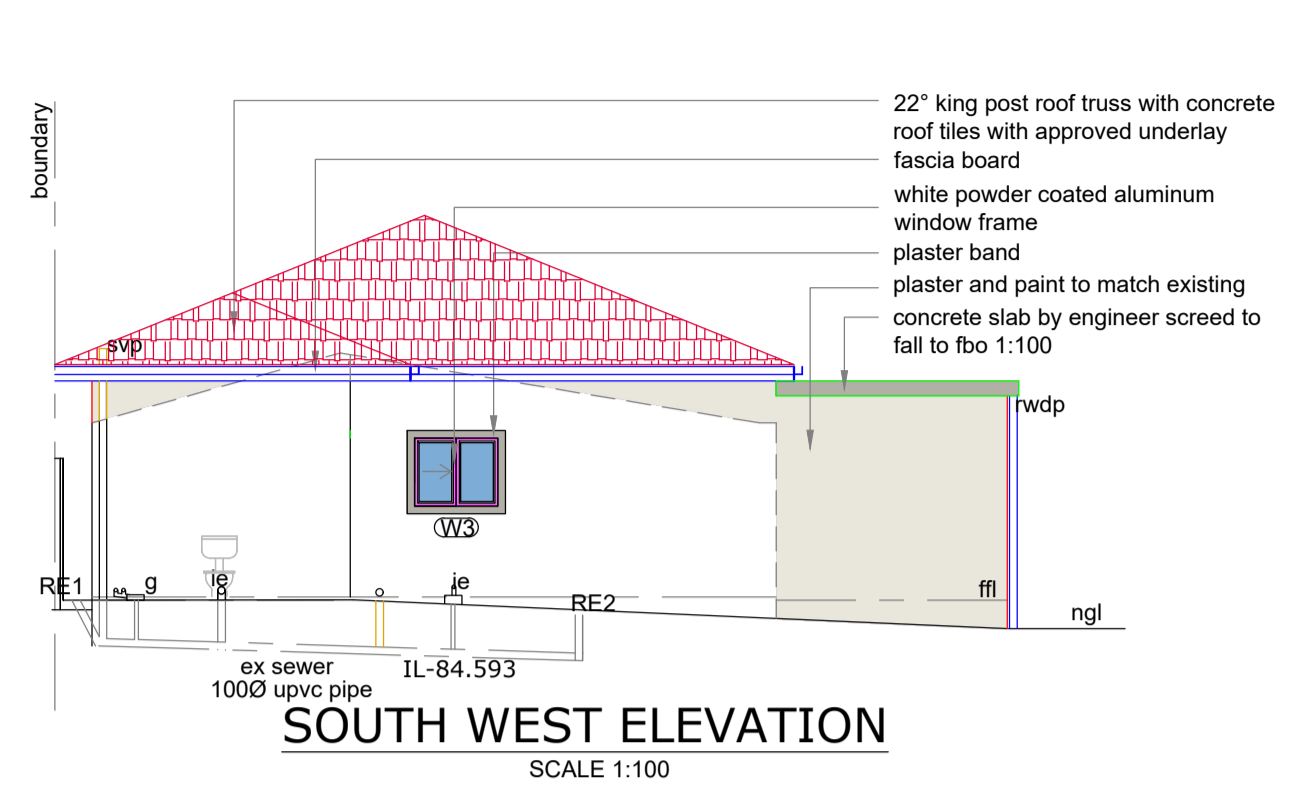 boundary
22° king post roof truss with concrete
roof tiles with approved underlay
fascia board
white powder coated aluminum
window frame
plaster band
plaster and paint to match existing
concrete slab by engineer screed to
fall to fbo 1:100
svp
rwdp
W3
RE1
g
ie
ie
RE2
ffl
ngl
ex sewer
100Ø upvc pipe
IL-84.593
SOUTH WEST ELEVATION
SCALE 1:100